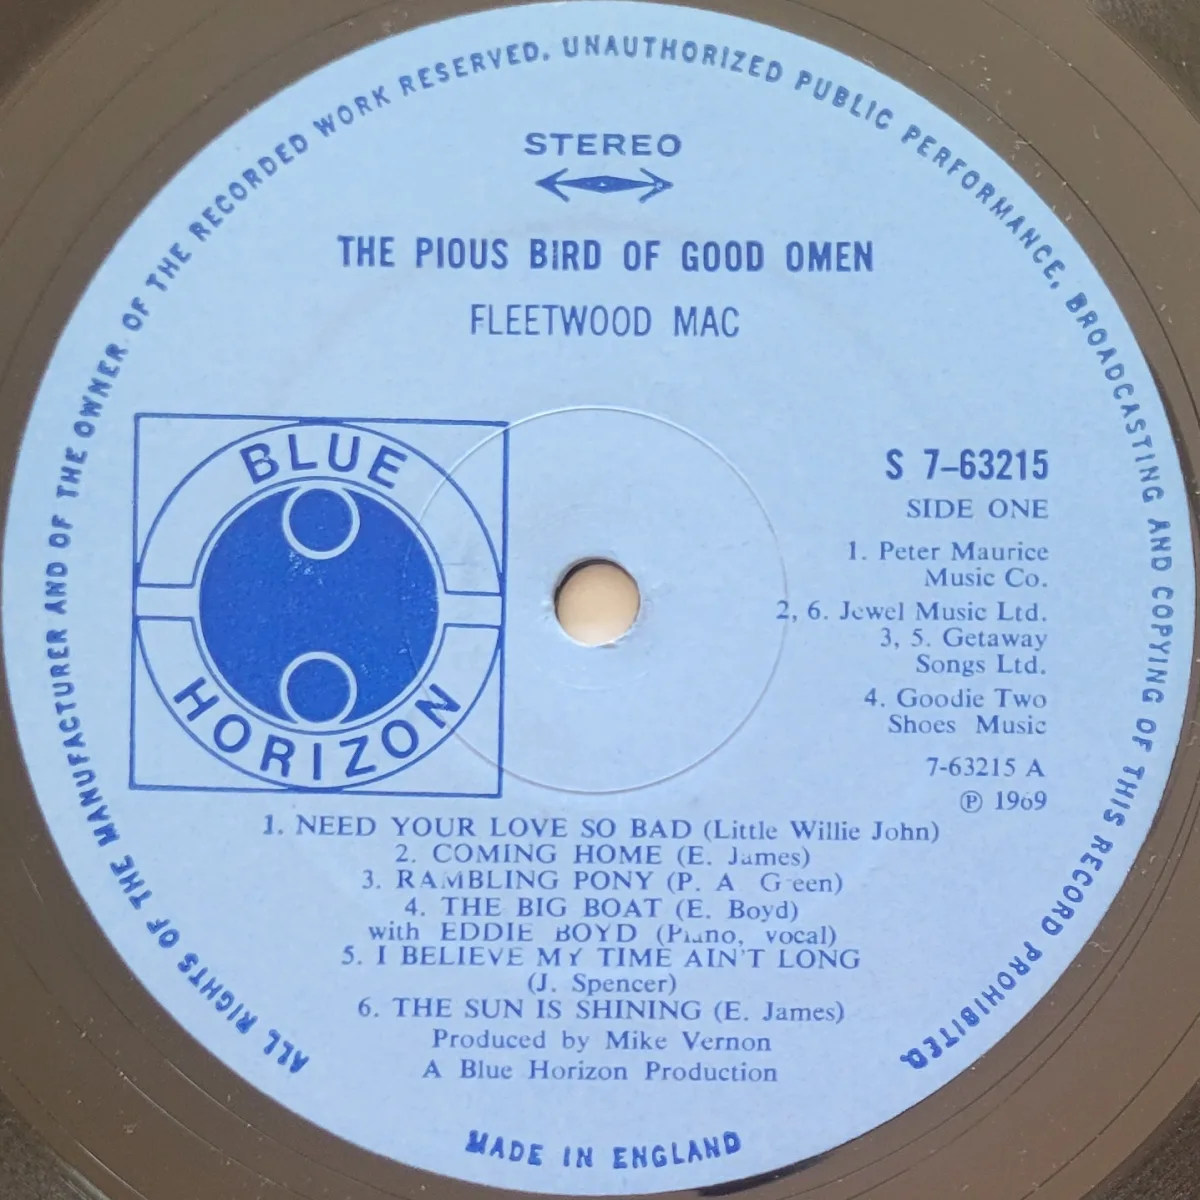 ALL RIGHTS OF THE MANUFACTURER AND OF THE OWNER OF THE RECORDED WORK RESERVED. UNAUTHORIZED PUBLIC PERFORMANCE, BROADCASTING AND COPYING OF THIS RECORD PROHIBITED.
STEREO
THE PIOUS BIRD OF GOOD OMEN
FLEETWOOD MAC
BLUE
HORIZON
S 7-63215
SIDE ONE
1. Peter Maurice
Music Co.
2, 6. Jewel Music Ltd.
3, 5. Getaway
Songs Ltd.
4. Goodie Two
Shoes Music
7-63215 A
Ⓟ 1969
1. NEED YOUR LOVE SO BAD (Little Willie John)
2. COMING HOME (E. James)
3. RAMBLING PONY (P. A Green)
4. THE BIG BOAT (E. Boyd)
with EDDIE BOYD (Piano, vocal)
5. I BELIEVE MY TIME AIN'T LONG
(J. Spencer)
6. THE SUN IS SHINING (E. James)
Produced by Mike Vernon
A Blue Horizon Production
MADE IN ENGLAND